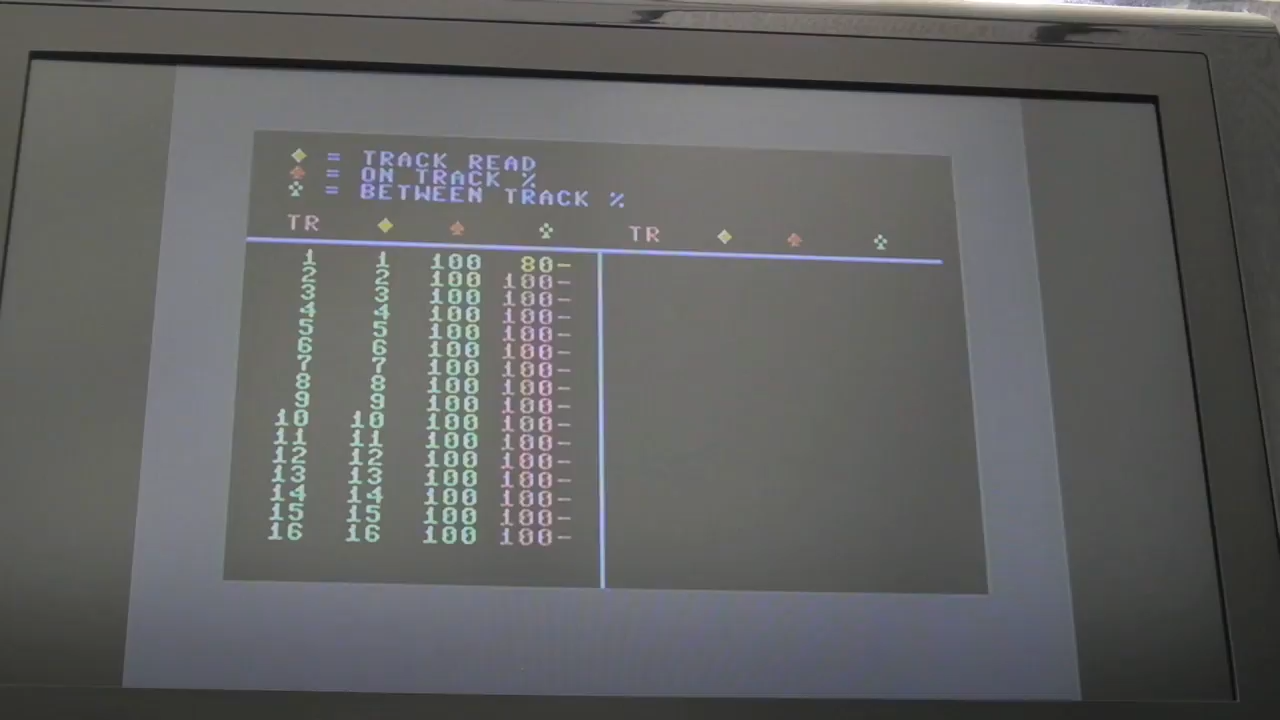 ♦ = TRACK READ
♠ = ON TRACK %
♣ = BETWEEN TRACK %
TR ♦ ♠ ♣ TR ♦ ♠ ♣
1 1 100 80-
2 2 100 100-
3 3 100 100-
4 4 100 100-
5 5 100 100-
6 6 100 100-
7 7 100 100-
8 8 100 100-
9 9 100 100-
10 10 100 100-
11 11 100 100-
12 12 100 100-
13 13 100 100-
14 14 100 100-
15 15 100 100-
16 16 100 100-